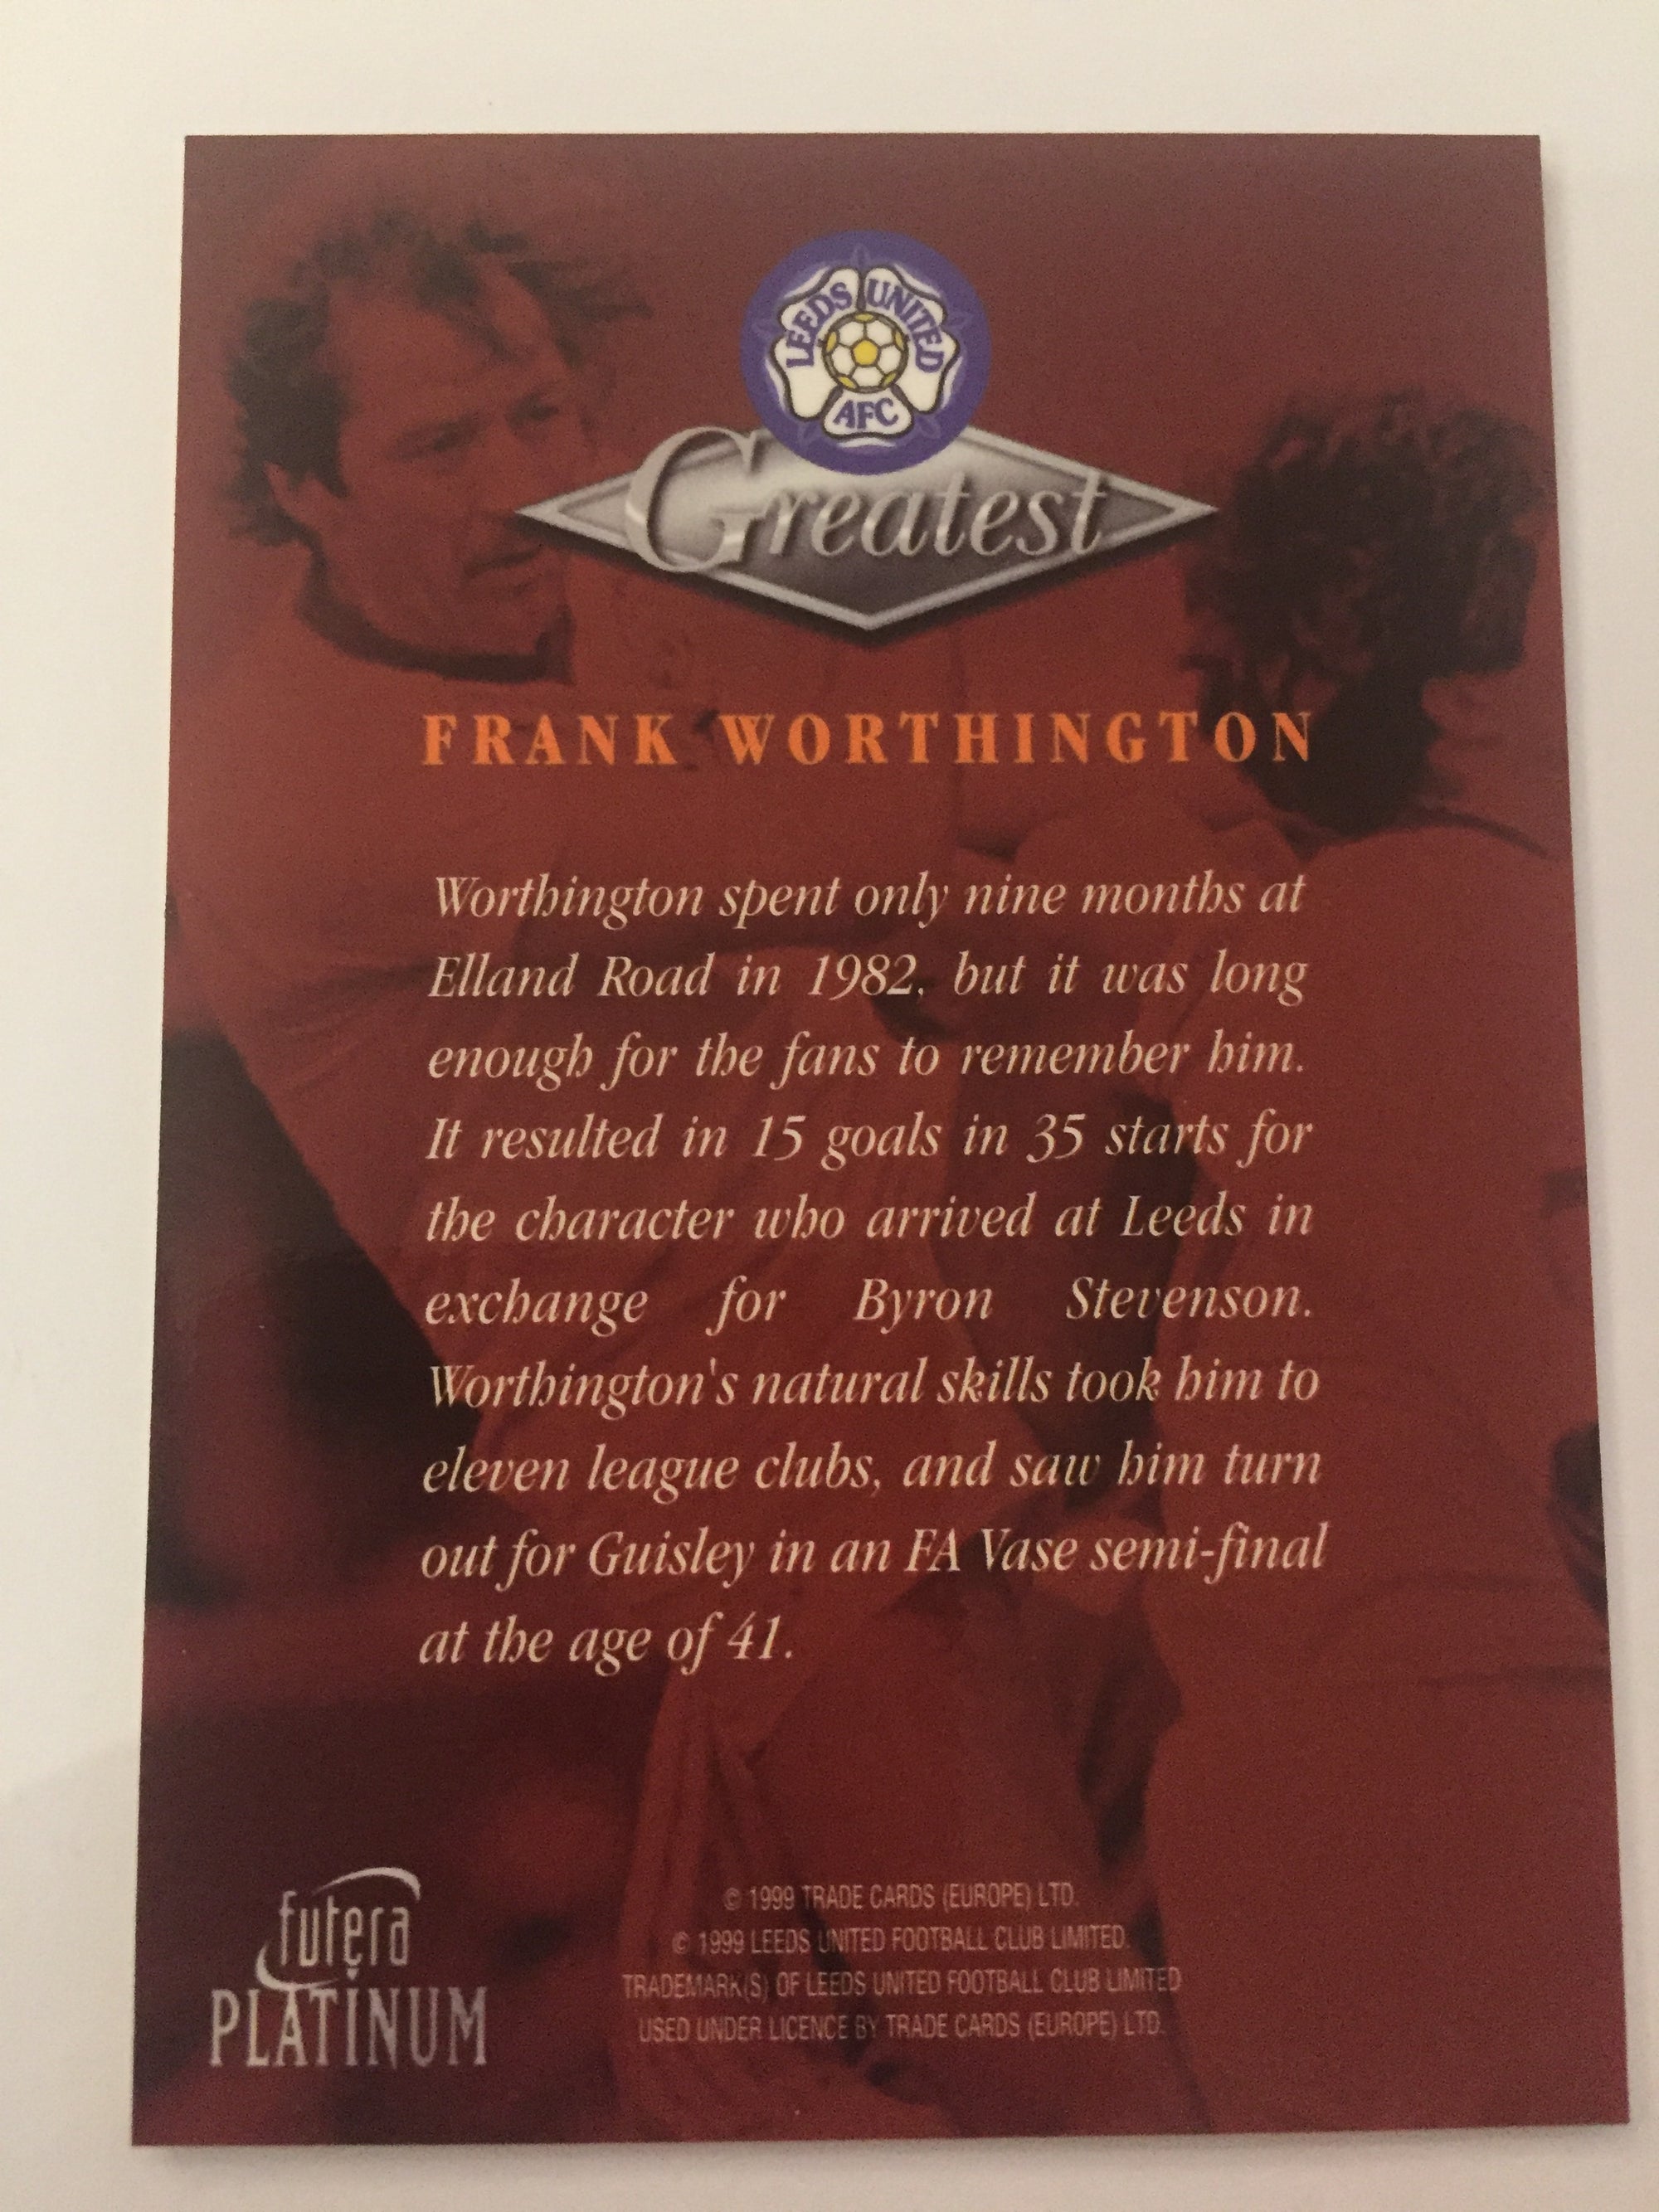 LEEDS UNITED
AFC
Greatest
FRANK WORTHINGTON
Worthington spent only nine months at
Elland Road in 1982, but it was long
enough for the fans to remember him.
It resulted in 15 goals in 35 starts for
the character who arrived at Leeds in
exchange for Byron Stevenson.
Worthington's natural skills took him to
eleven league clubs, and saw him turn
out for Guisley in an FA Vase semi-final
at the age of 41.
futera
PLATINUM
© 1999 TRADE CARDS (EUROPE) LTD.
© 1999 LEEDS UNITED FOOTBALL CLUB LIMITED.
TRADEMARK(S) OF LEEDS UNITED FOOTBALL CLUB LIMITED
USED UNDER LICENCE BY TRADE CARDS (EUROPE) LTD.